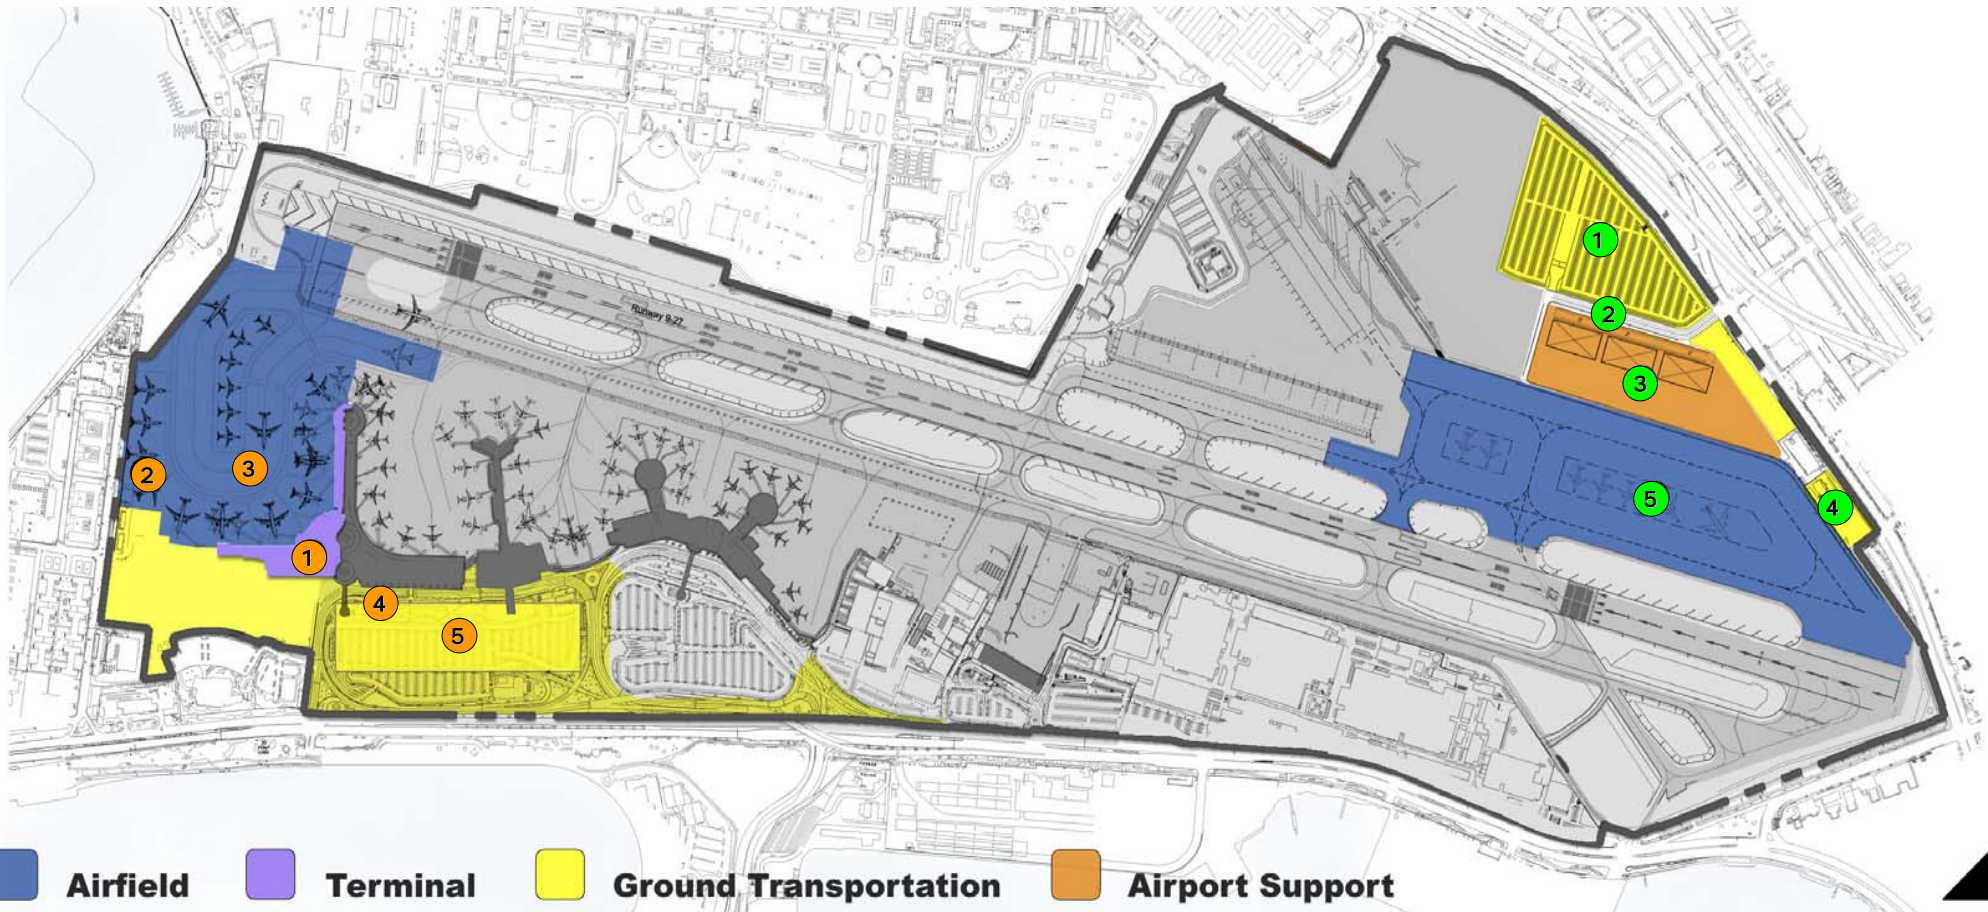 Runway 9-27
1
2
3
4
5
2
3
1
4
5
Airfield
Terminal
Ground Transportation
Airport Support